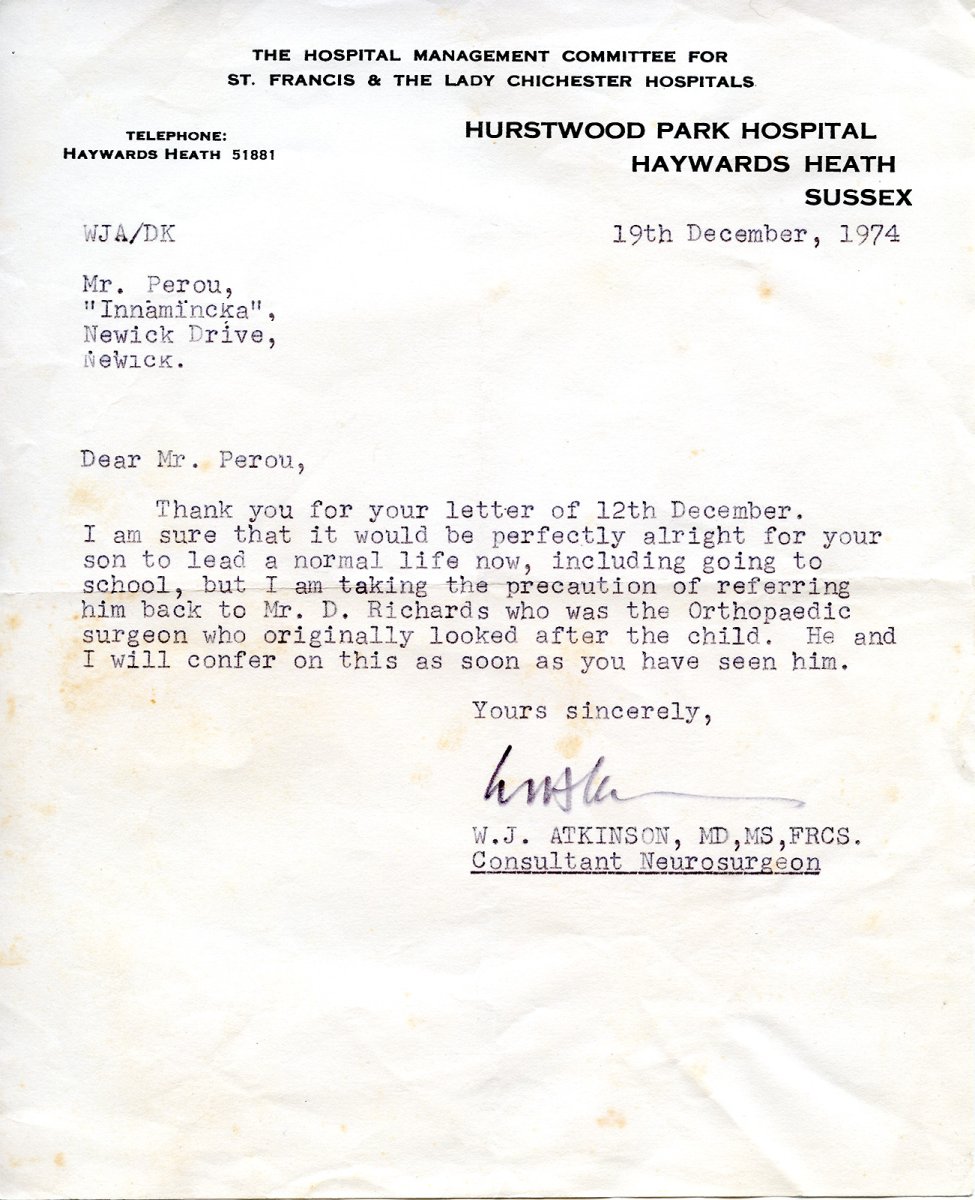 THE HOSPITAL MANAGEMENT COMMITTEE FOR
ST. FRANCIS & THE LADY CHICHESTER HOSPITALS
TELEPHONE:
HAYWARDS HEATH 51881
HURSTWOOD PARK HOSPITAL
HAYWARDS HEATH
SUSSEX
WJA/DK
19th December, 1974
Mr. Perou,
"Innamincka",
Newick Drive,
Newick.
Dear Mr. Perou,
Thank you for your letter of 12th December.
I am sure that it would be perfectly alright for your
son to lead a normal life now, including going to
school, but I am taking the precaution of referring
him back to Mr. D. Richards who was the Orthopaedic
surgeon who originally looked after the child. He and
I will confer on this as soon as you have seen him.
Yours sincerely,
W.J. ATKINSON, MD,MS,FRCS.
Consultant Neurosurgeon